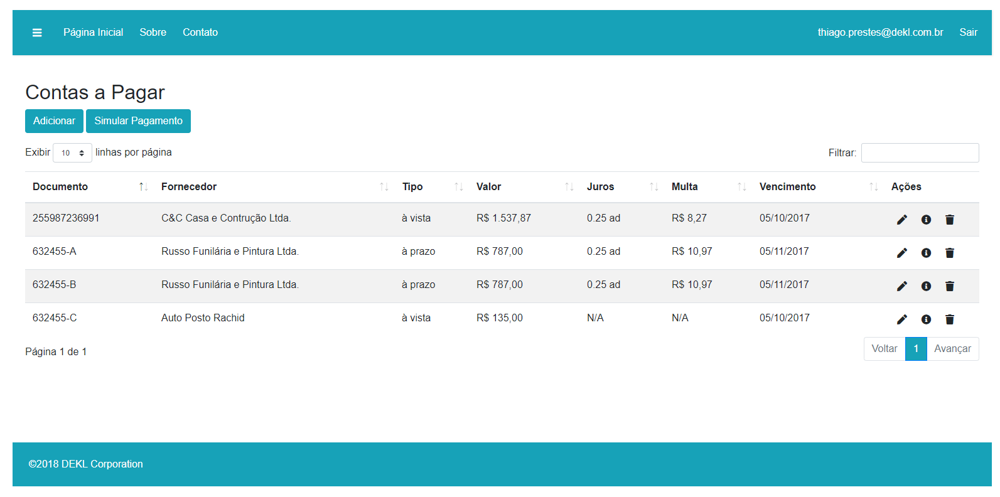 Página Inicial Sobre Contato thiago.prestes@dekl.com.br Sair
Contas a Pagar
Adicionar Simular Pagamento
Exibir 10 linhas por página Filtrar:
Documento Fornecedor Tipo Valor Juros Multa Vencimento Ações
255987236991 C&C Casa e Contrução Ltda. à vista R$ 1.537,87 0.25 ad R$ 8,27 05/10/2017
632455-A Russo Funilária e Pintura Ltda. à prazo R$ 787,00 0.25 ad R$ 10,97 05/11/2017
632455-B Russo Funilária e Pintura Ltda. à prazo R$ 787,00 0.25 ad R$ 10,97 05/11/2017
632455-C Auto Posto Rachid à vista R$ 135,00 N/A N/A 05/10/2017
Página 1 de 1 Voltar 1 Avançar
©2018 DEKL Corporation